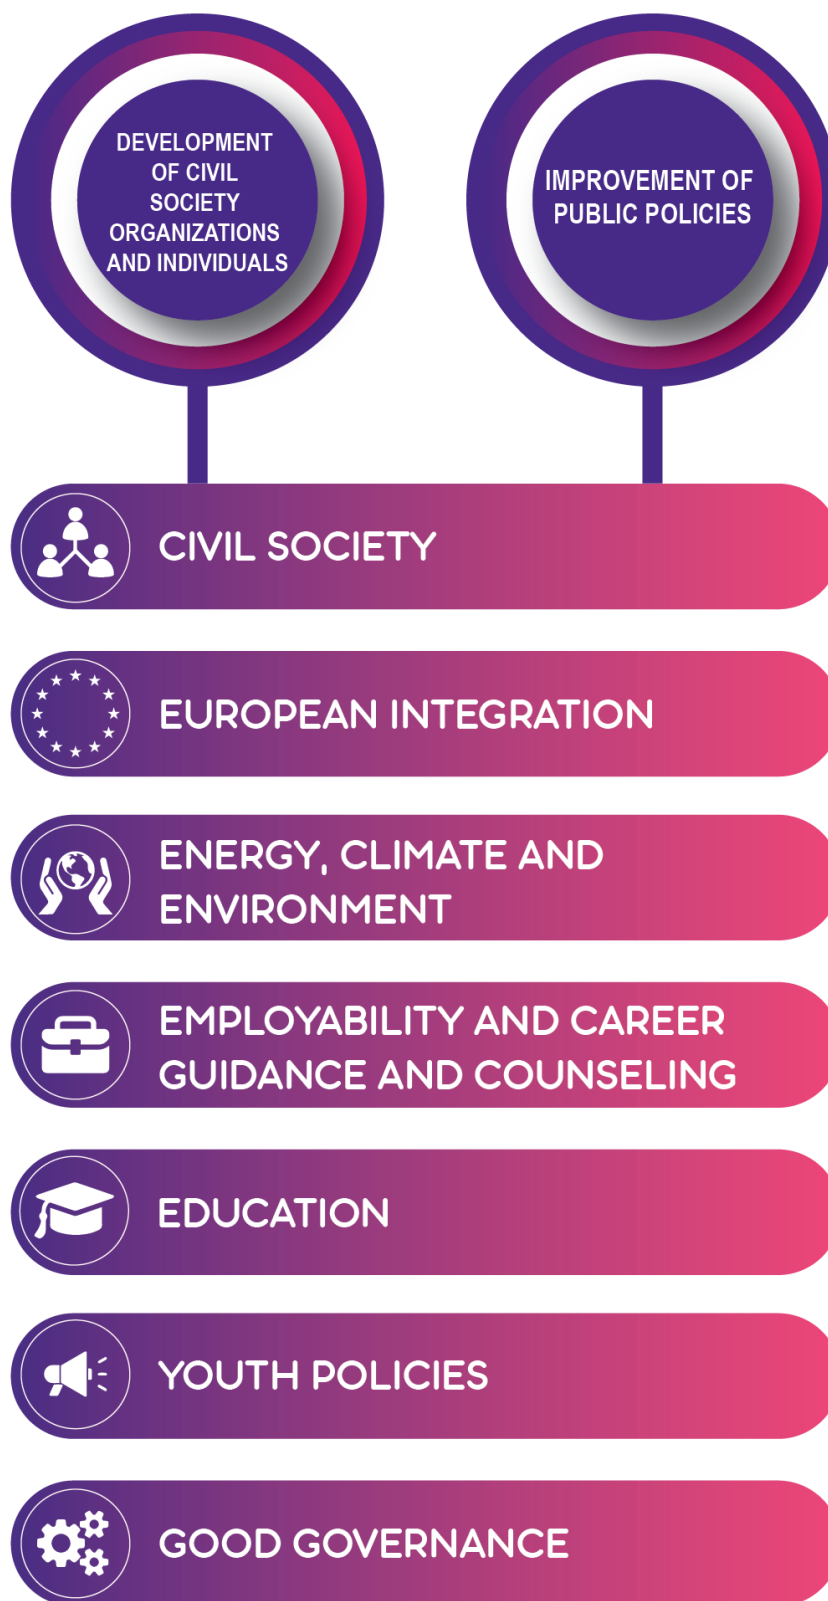 DEVELOPMENT
OF CIVIL
SOCIETY
ORGANIZATIONS
AND INDIVIDUALS
IMPROVEMENT OF
PUBLIC POLICIES
CIVIL SOCIETY
EUROPEAN INTEGRATION
ENERGY, CLIMATE AND
ENVIRONMENT
EMPLOYABILITY AND CAREER
GUIDANCE AND COUNSELING
EDUCATION
YOUTH POLICIES
GOOD GOVERNANCE